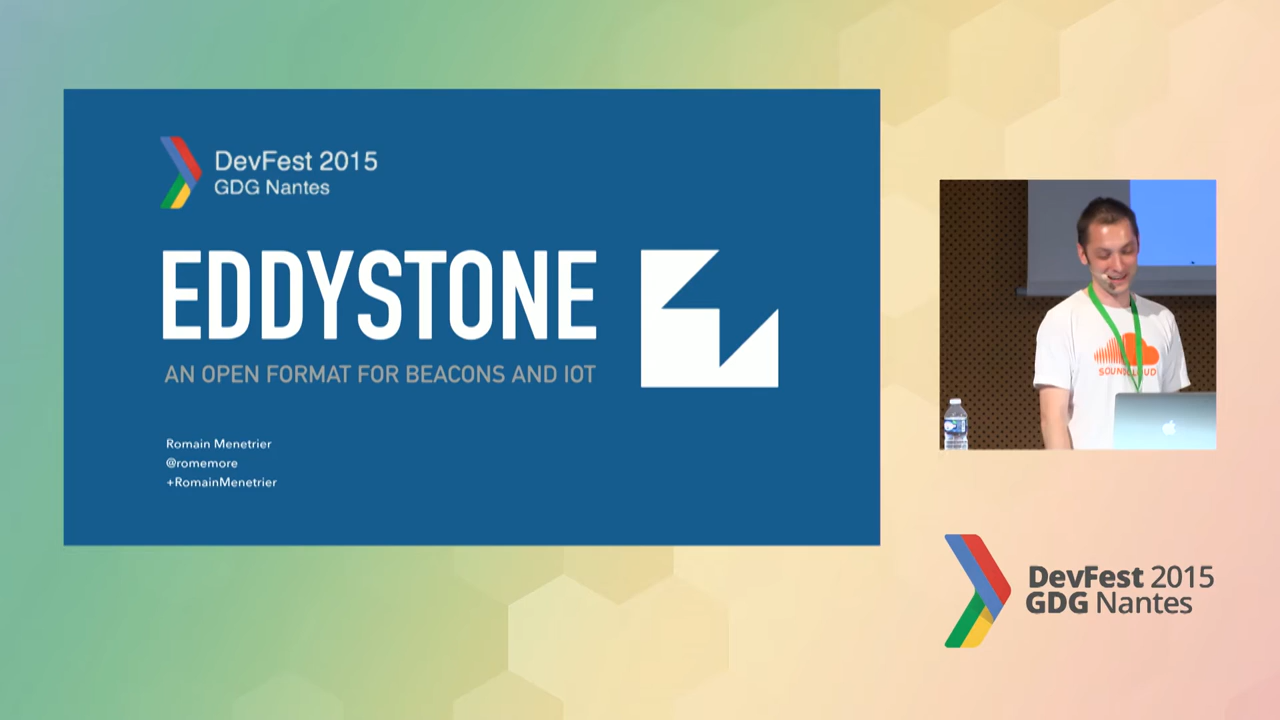 DevFest 2015
GDG Nantes
EDDYSTONE
AN OPEN FORMAT FOR BEACONS AND IOT
Romain Menetrier
@romemore
+RomainMenetrier
SOUNDCLOUD
DevFest 2015
GDG Nantes